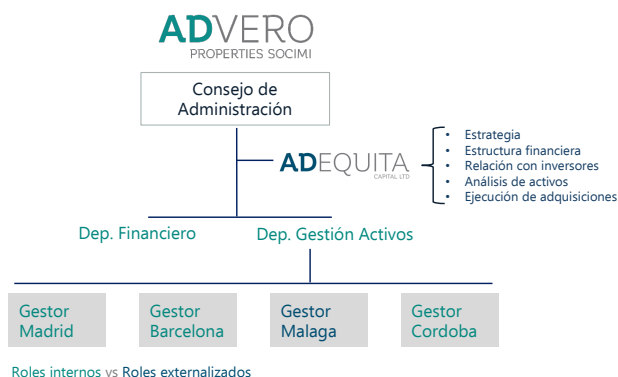 ADVERO
PROPERTIES SOCIMI
Consejo de
Administración
ADEQUITA
CAPITAL LTD
• Estrategia
• Estructura financiera
• Relación con inversores
• Análisis de activos
• Ejecución de adquisiciones
Dep. Financiero
Dep. Gestión Activos
Gestor
Madrid
Gestor
Barcelona
Gestor
Malaga
Gestor
Cordoba
Roles internos vs Roles externalizados